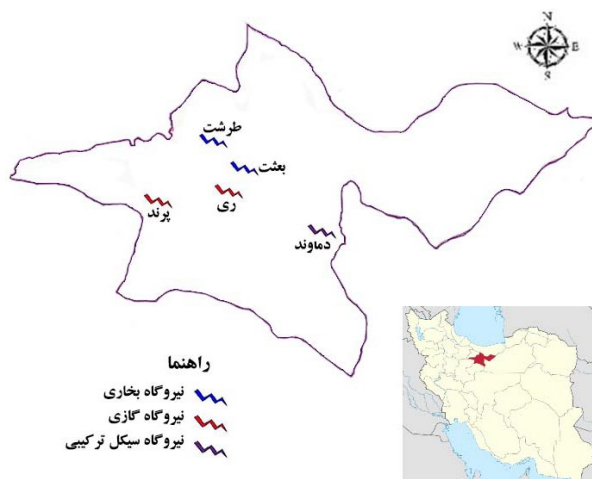 N
W E
S
طرشت
بعثت
ری
پرند
دماوند
راهنما
نیروگاه بخاری
نیروگاه گازی
نیروگاه سیکل ترکیبی